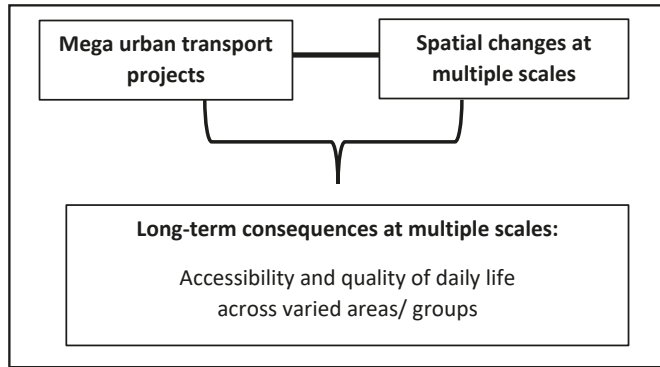 Mega urban transport
projects
Spatial changes at
multiple scales
Long-term consequences at multiple scales:
Accessibility and quality of daily life
across varied areas/ groups